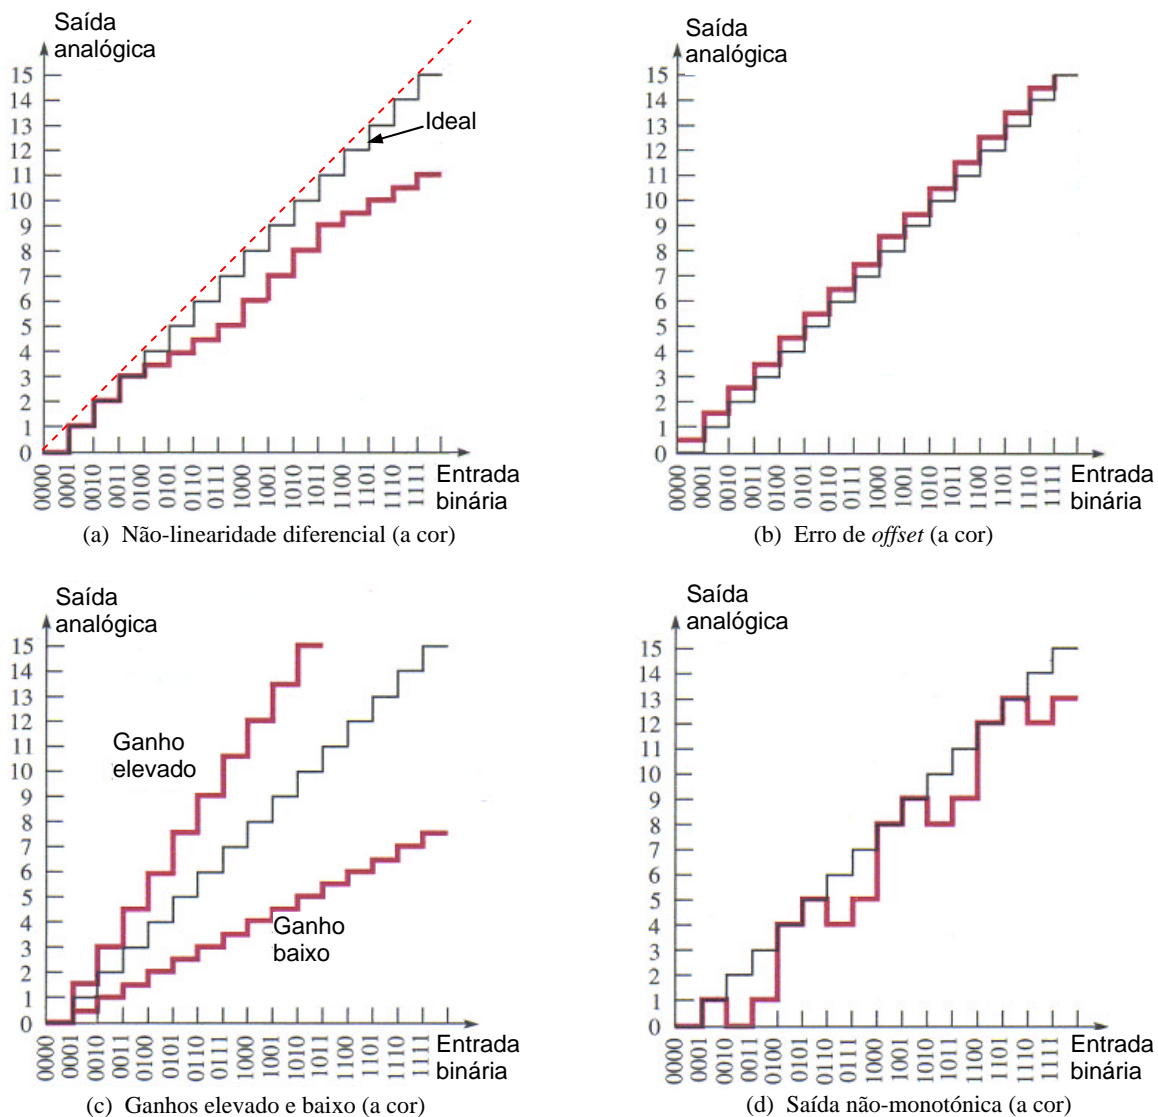 Saída
analógica
15
14
13
12
11
10
9
8
7
6
5
4
3
2
1
0
Ideal
0000 0001 0010 0011 0100 0101 0110 0111 1000 1001 1010 1011 1100 1101 1110 1111
Entrada
binária
(a) Não-linearidade diferencial (a cor)
Saída
analógica
15
14
13
12
11
10
9
8
7
6
5
4
3
2
1
0
0000 0001 0010 0011 0100 0101 0110 0111 1000 1001 1010 1011 1100 1101 1110 1111
Entrada
binária
(b) Erro de offset (a cor)
Saída
analógica
15
14
13
12
11
10
9
8
7
6
5
4
3
2
1
0
Ganho
elevado
Ganho
baixo
0000 0001 0010 0011 0100 0101 0110 0111 1000 1001 1010 1011 1100 1101 1110 1111
Entrada
binária
(c) Ganhos elevado e baixo (a cor)
Saída
analógica
15
14
13
12
11
10
9
8
7
6
5
4
3
2
1
0
0000 0001 0010 0011 0100 0101 0110 0111 1000 1001 1010 1011 1100 1101 1110 1111
Entrada
binária
(d) Saída não-monotónica (a cor)